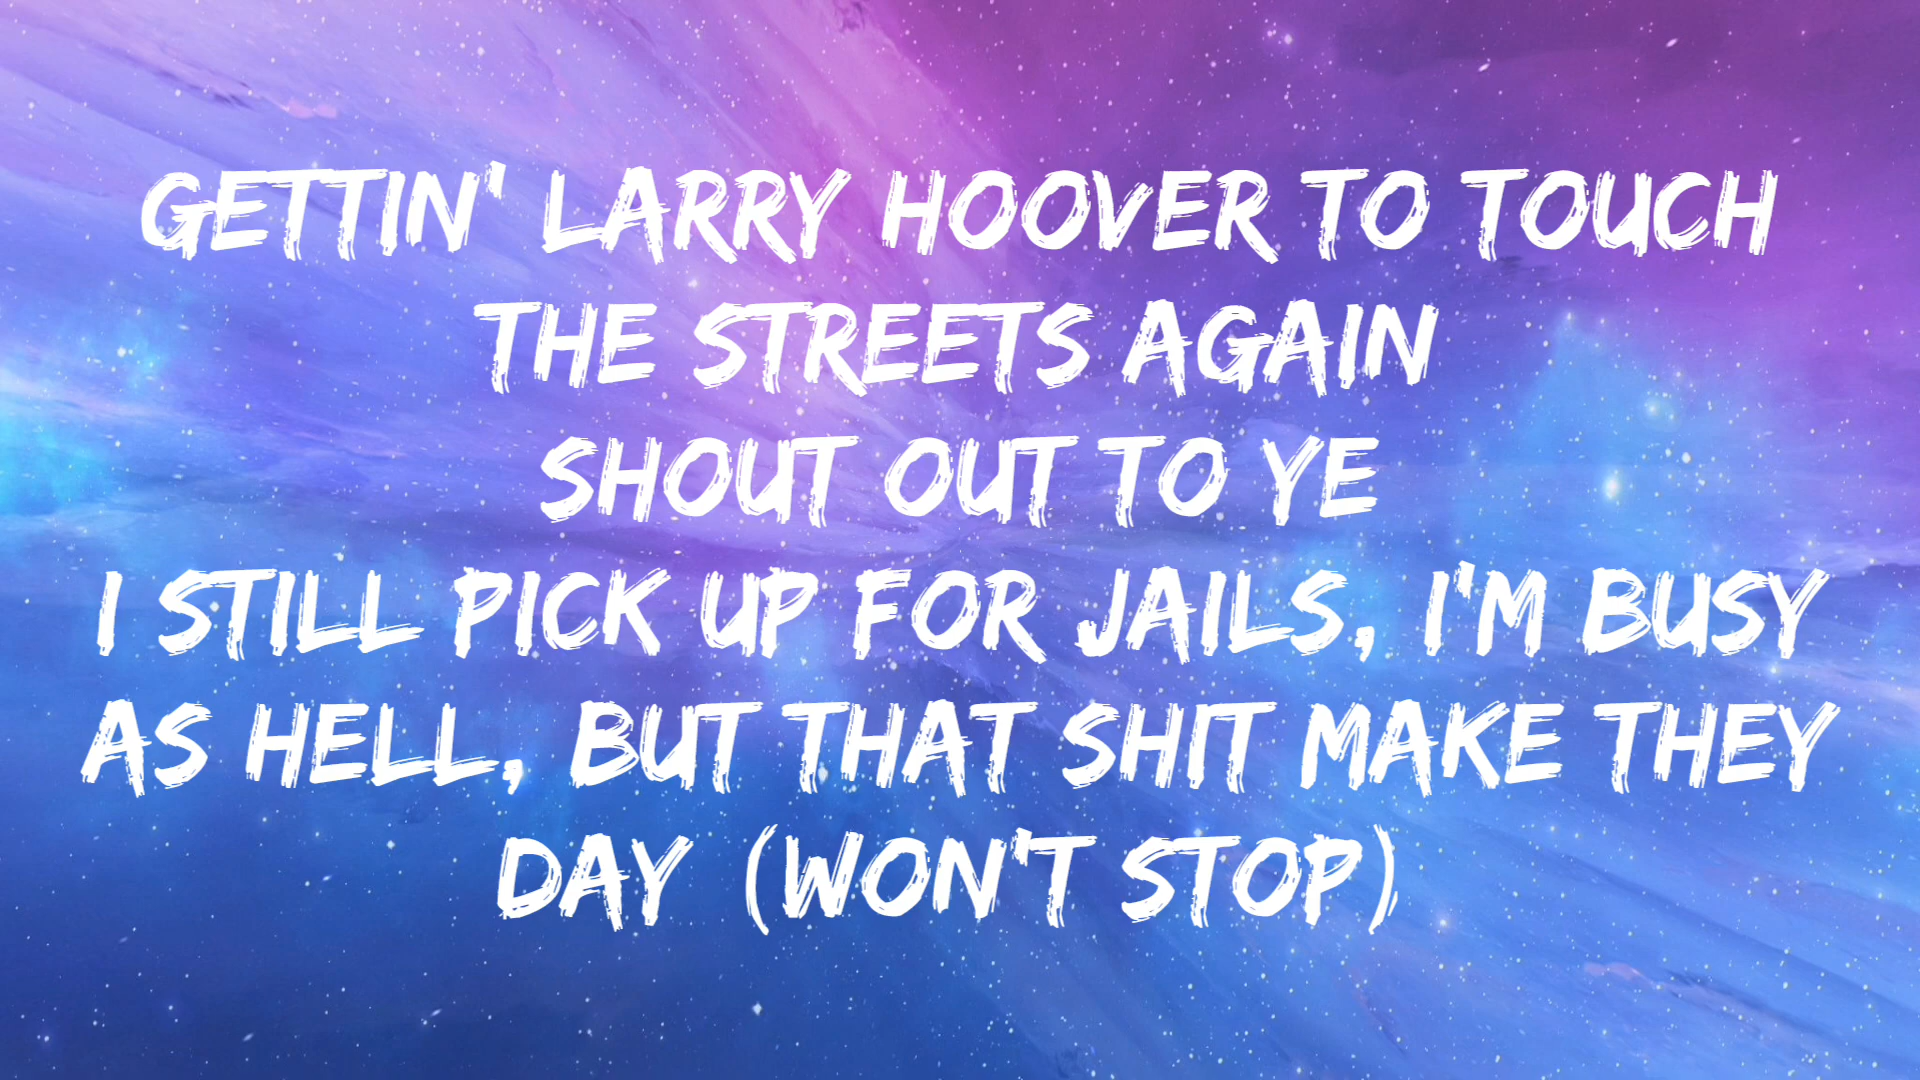 GETTIN' LARRY HOOVER TO TOUCH
THE STREETS AGAIN
SHOUT OUT TO YE
I STILL PICK UP FOR JAILS, I'M BUSY
AS HELL, BUT THAT SHIT MAKE THEY
DAY (WON'T STOP)